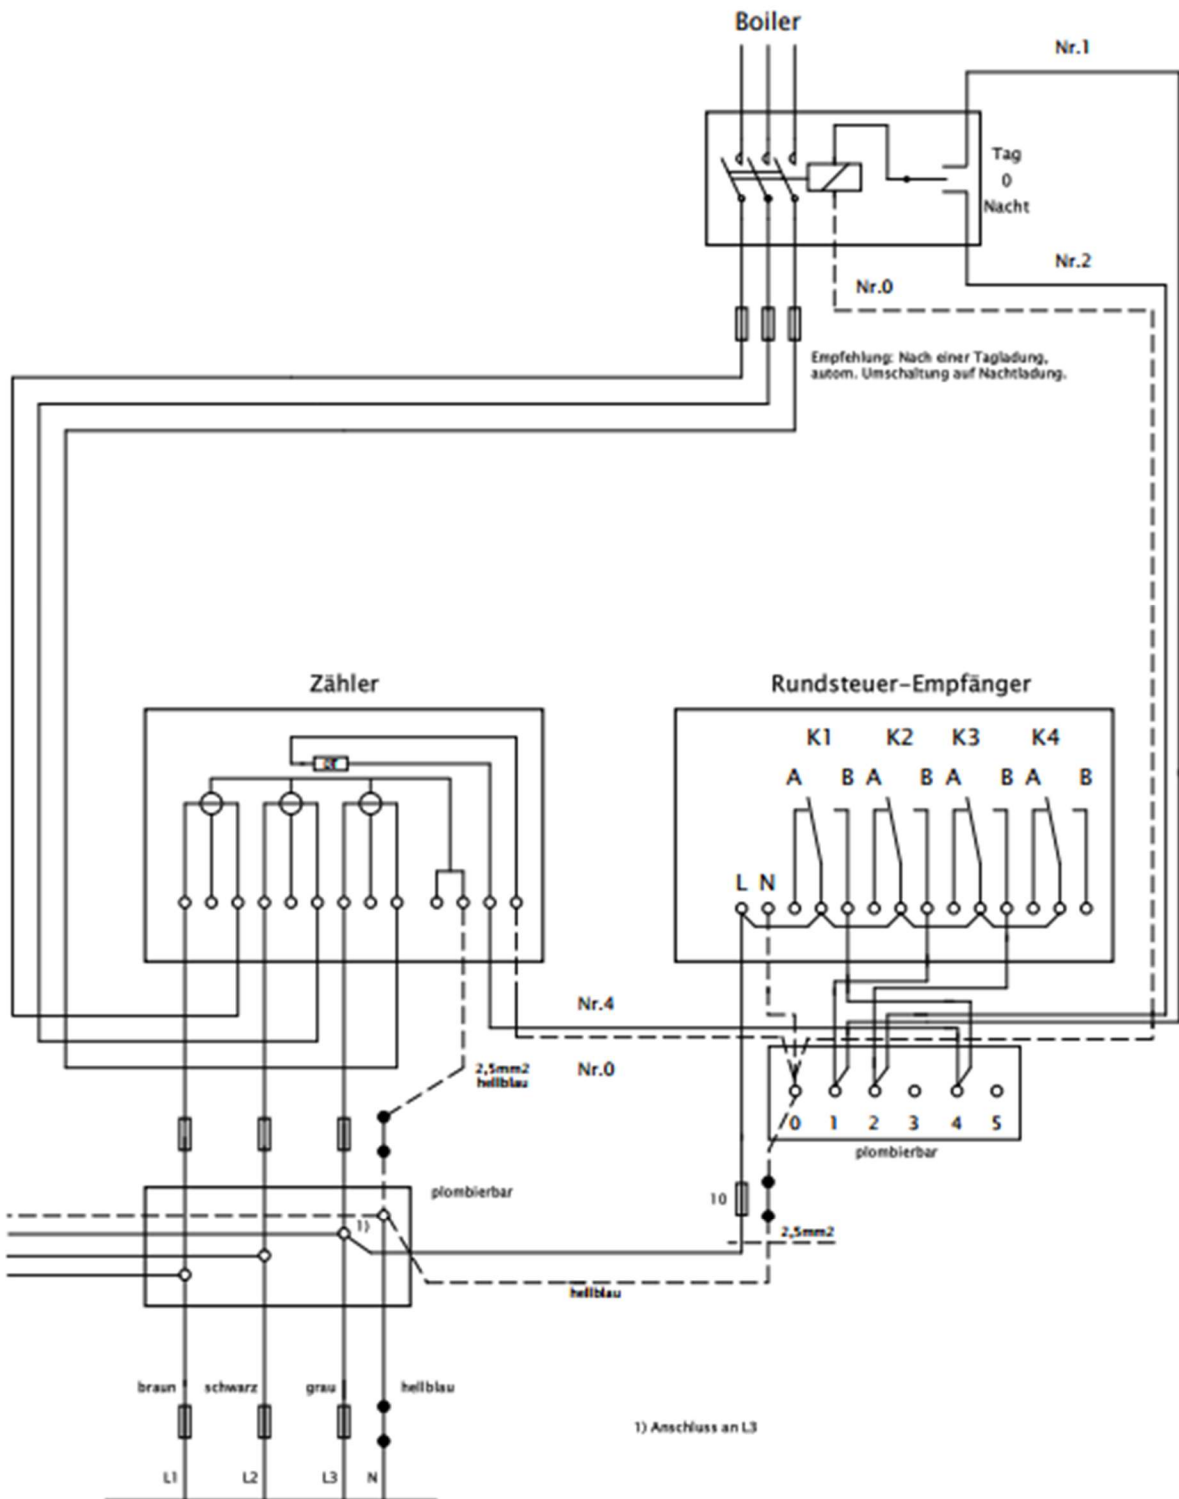 Boiler
Nr.1
Tag
0
Nacht
Nr.2
Nr.0
Empfehlung: Nach einer Tagladung,
autom. Umschaltung auf Nachtladung.
Zähler
Rundsteuer-Empfänger
K1 K2 K3 K4
A B A B A B A B
L N
Nr.4
Nr.0
2,5mm2
hellblau
0 1 2 3 4 5
plombierbar
plombierbar
10
1)
2,5mm2
hellblau
braun schwarz grau hellblau
1) Anschluss an L3
L1 L2 L3 N